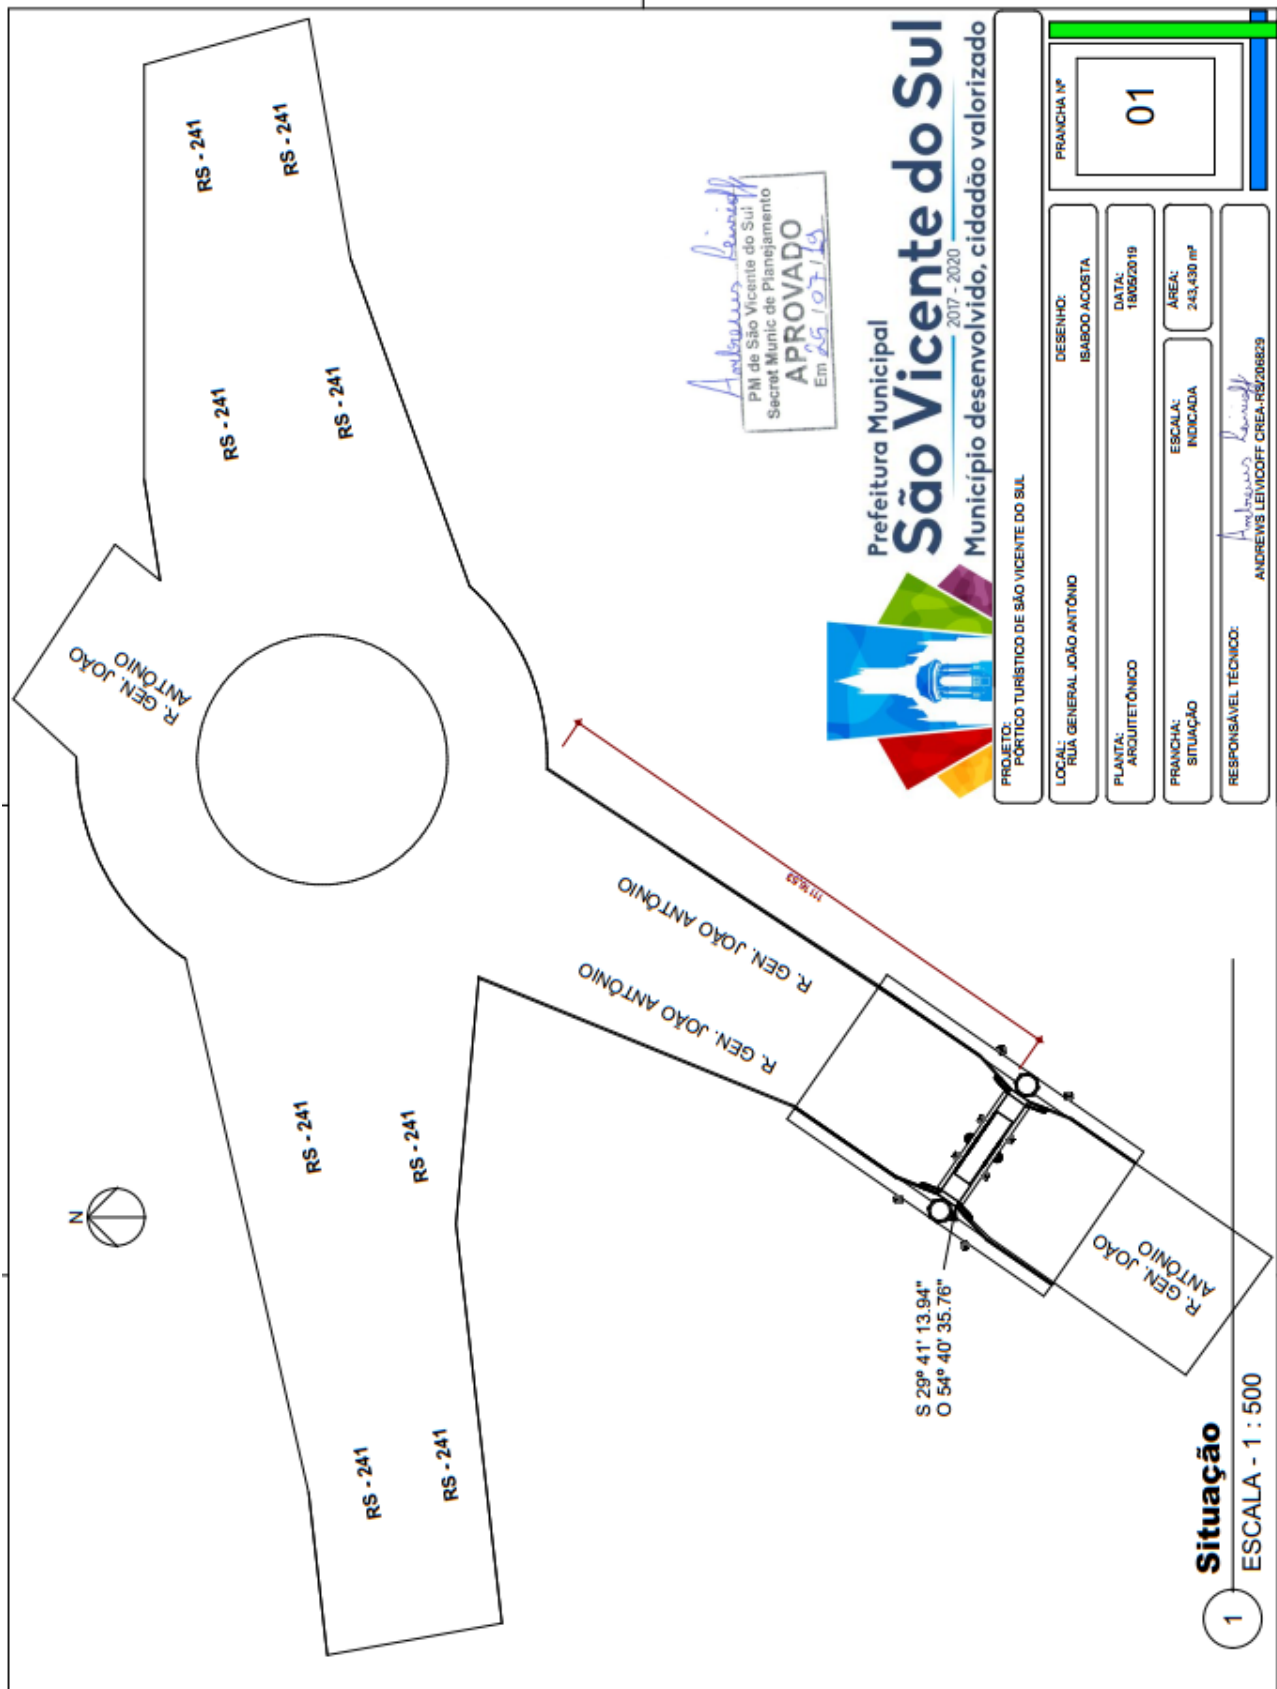 RS - 241
RS - 241
RS - 241
RS - 241
R. GEN. JOÃO
ANTÔNIO
N
RS - 241
RS - 241
RS - 241
RS - 241
R. GEN. JOÃO ANTÔNIO
R. GEN. JOÃO ANTÔNIO
R. GEN. JOÃO
ANTÔNIO
S 29º 41' 13.94"
O 54º 40' 35.76"
1
Situação
ESCALA - 1 : 500
PM de São Vicente do Sul
Secret Munic de Planejamento
APROVADO
Em 25/07/19
Prefeitura Municipal
São Vicente do Sul
2017 - 2020
Município desenvolvido, cidadão valorizado
PROJETO:
PÓRTICO TURÍSTICO DE SÃO VICENTE DO SUL
LOCAL:
RUA GENERAL JOÃO ANTÔNIO
DESENHO:
ISABOO ACOSTA
PLANTA:
ARQUITETÔNICO
DATA:
18/05/2019
PRANCHA:
SITUAÇÃO
ESCALA:
INDICADA
ÁREA:
243,430 m²
RESPONSÁVEL TÉCNICO:
ANDREWS LEIVICOFF CREA-RS/206829
PRANCHA Nº
01